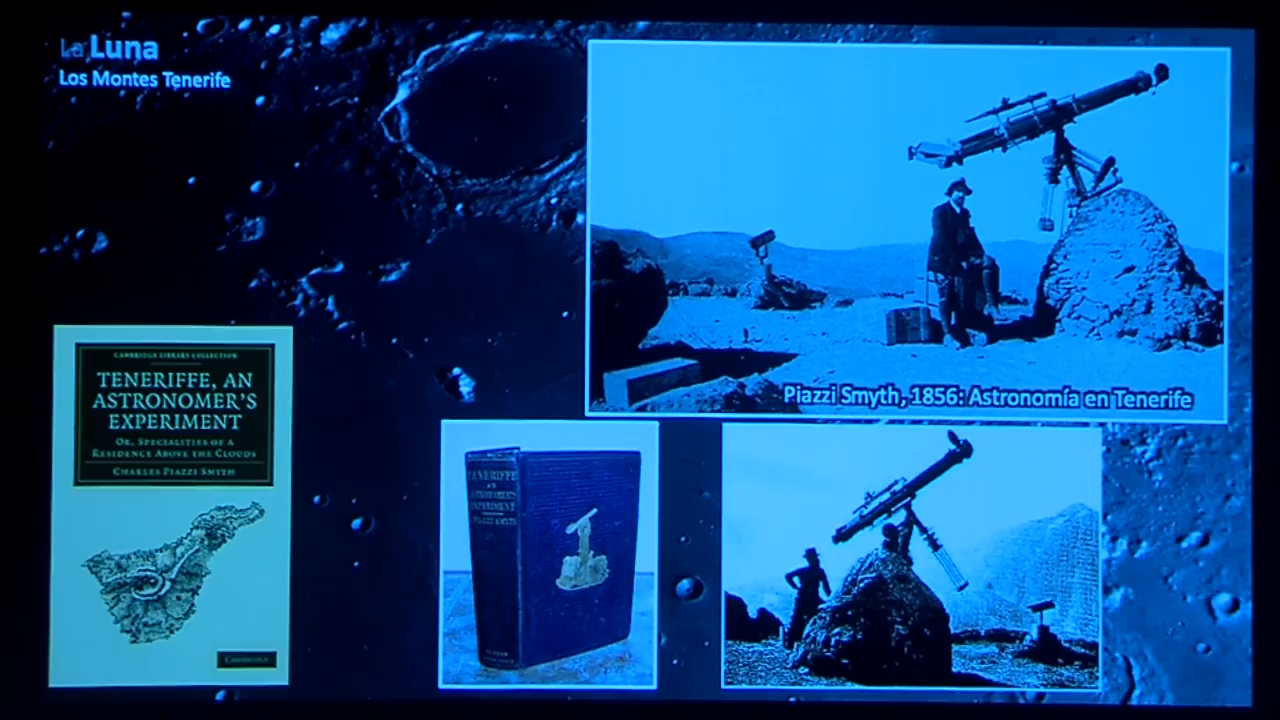 La Luna
Los Montes Tenerife
Piazzi Smyth, 1856: Astronomía en Tenerife
CAMBRIDGE LIBRARY COLLECTION
TENERIFFE, AN
ASTRONOMER'S
EXPERIMENT
OR, SPECIALITIES OF A
RESIDENCE ABOVE THE CLOUDS
CHARLES PIAZZI SMYTH
CAMBRIDGE
TENERIFFE
AN
ASTRONOMER'S
EXPERIMENT
PIAZZI SMYTH